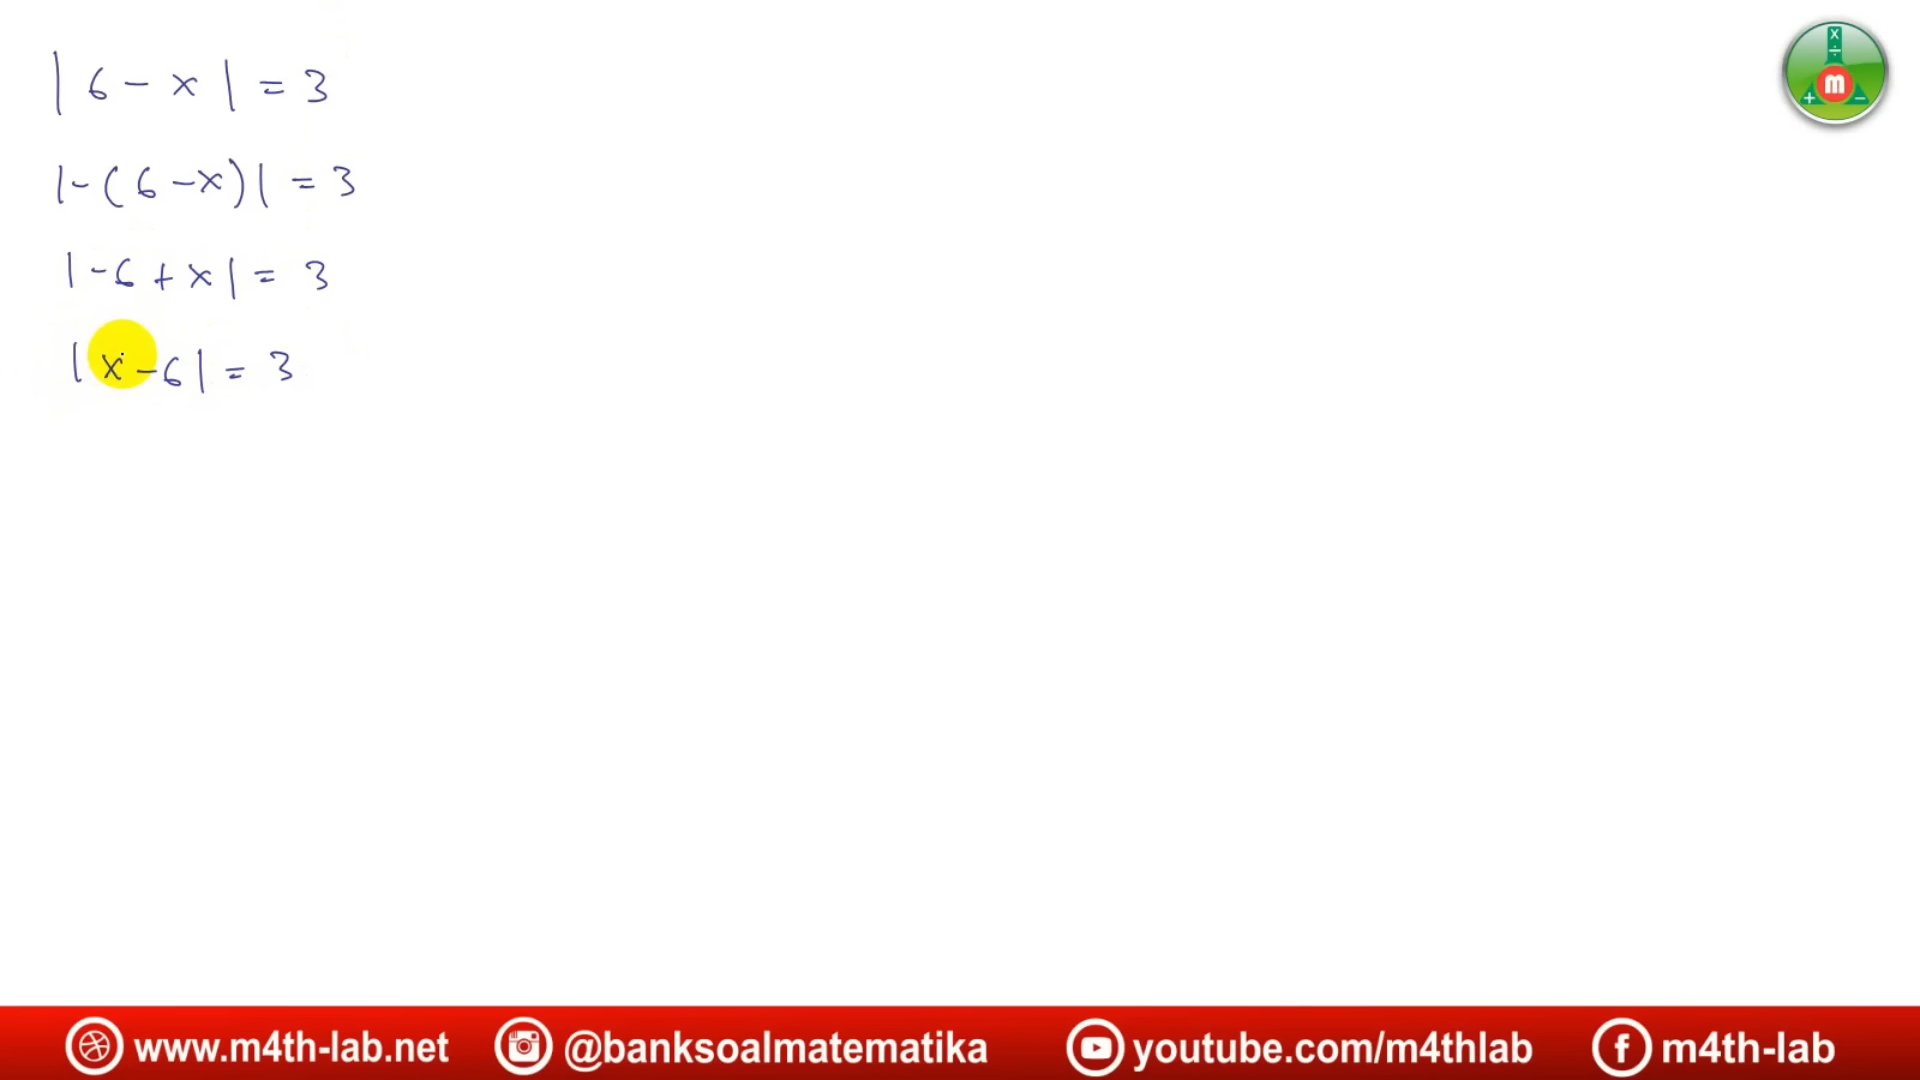 | 6 - x | = 3
|-(6-x)| = 3
|-6+x| = 3
|x-6| = 3
x
÷
m
+ -
www.m4th-lab.net @banksoalmatematika youtube.com/m4thlab m4th-lab